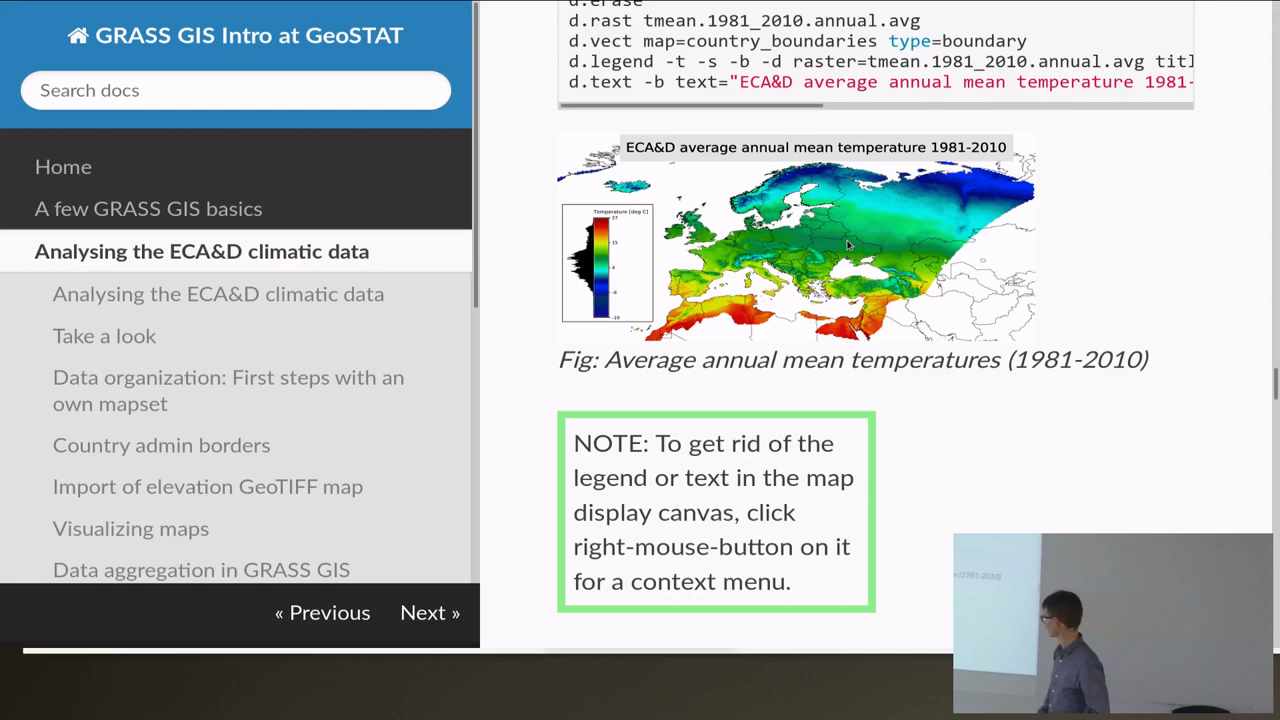 GRASS GIS Intro at GeoSTAT
Search docs
Home
A few GRASS GIS basics
Analysing the ECA&D climatic data
Analysing the ECA&D climatic data
Take a look
Data organization: First steps with an
own mapset
Country admin borders
Import of elevation GeoTIFF map
Visualizing maps
Data aggregation in GRASS GIS
« Previous
Next »
d.erase
d.rast tmean.1981_2010.annual.avg
d.vect map=country_boundaries type=boundary
d.legend -t -s -b -d raster=tmean.1981_2010.annual.avg titl
d.text -b text="ECA&D average annual mean temperature 1981-
ECA&D average annual mean temperature 1981-2010
Temperature [deg C]
Fig: Average annual mean temperatures (1981-2010)
NOTE: To get rid of the
legend or text in the map
display canvas, click
right-mouse-button on it
for a context menu.
(1981-2010)